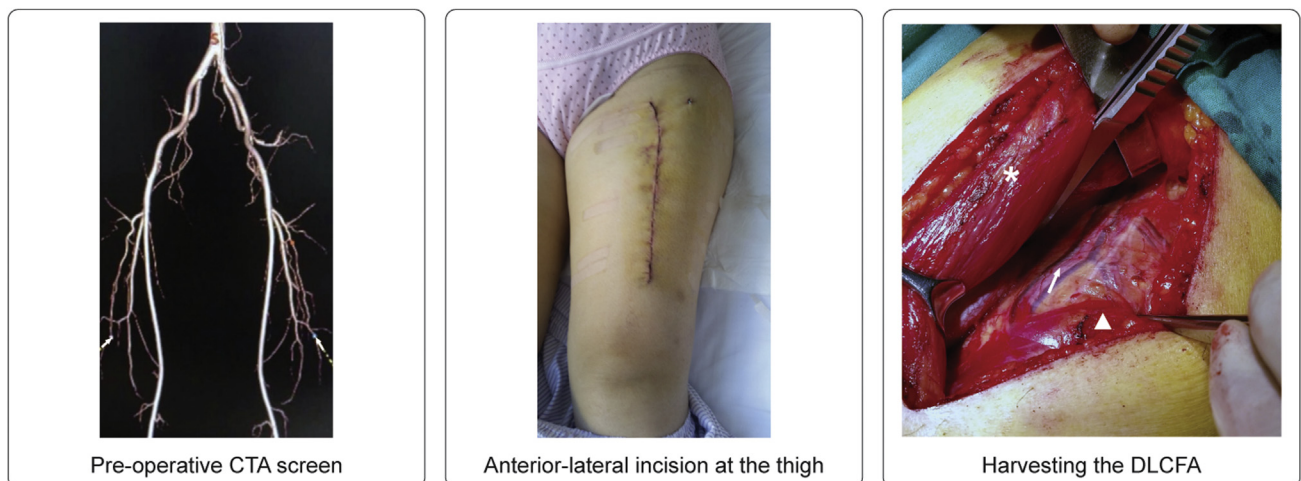 S
Pre-operative CTA screen
Anterior-lateral incision at the thigh
*
Harvesting the DLCFA